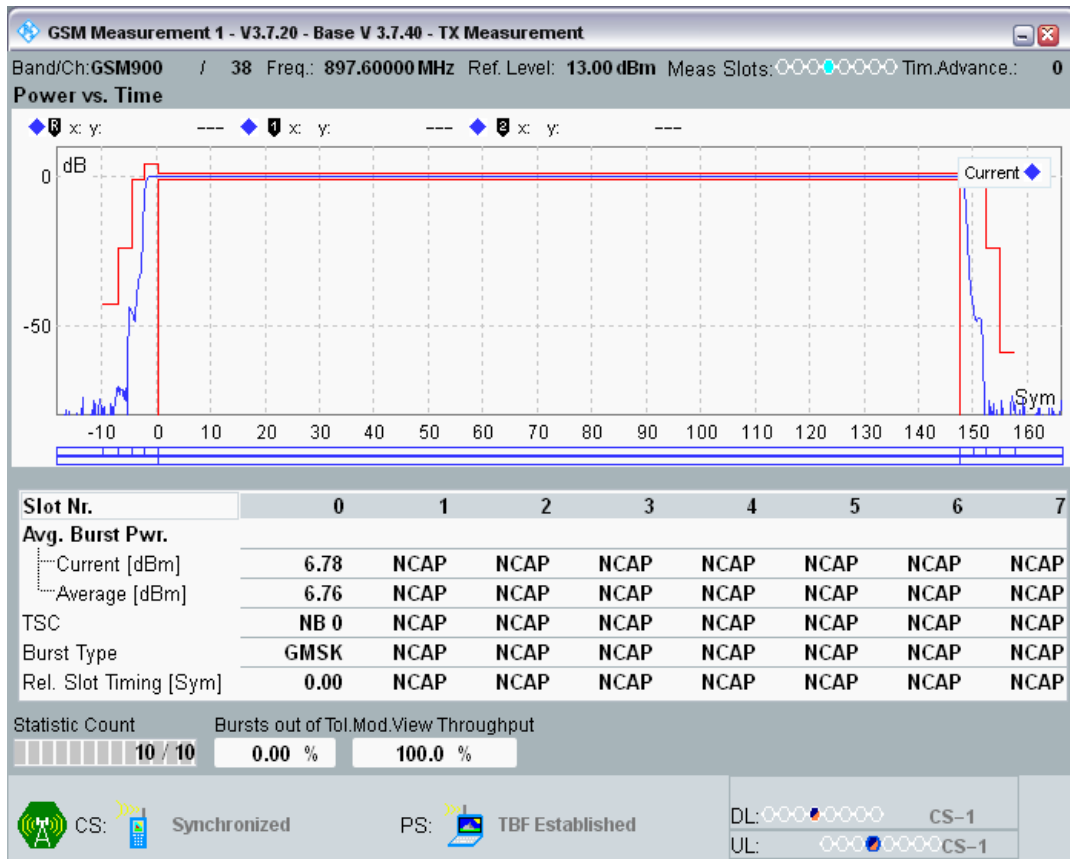 GSM Measurement 1 - V3.7.20 - Base V 3.7.40 - TX Measurement
Band/Ch:GSM900 / 38 Freq.: 897.60000 MHz Ref. Level: 13.00 dBm Meas Slots: Tim.Advance.: 0
Power vs. Time
R x: y: --- 1 x: y: --- 2 x: y: ---
dB
Current
0
-50
Sym
-10 0 10 20 30 40 50 60 70 80 90 100 110 120 130 140 150 160
Slot Nr. 0 1 2 3 4 5 6 7
Avg. Burst Pwr.
Current [dBm] 6.78 NCAP NCAP NCAP NCAP NCAP NCAP NCAP
Average [dBm] 6.76 NCAP NCAP NCAP NCAP NCAP NCAP NCAP
TSC NB 0 NCAP NCAP NCAP NCAP NCAP NCAP NCAP
Burst Type GMSK NCAP NCAP NCAP NCAP NCAP NCAP NCAP
Rel. Slot Timing [Sym] 0.00 NCAP NCAP NCAP NCAP NCAP NCAP NCAP
Statistic Count Bursts out of Tol.Mod.View Throughput
10 / 10 0.00 % 100.0 %
CS: Synchronized PS: TBF Established
DL: CS-1
UL: CS-1